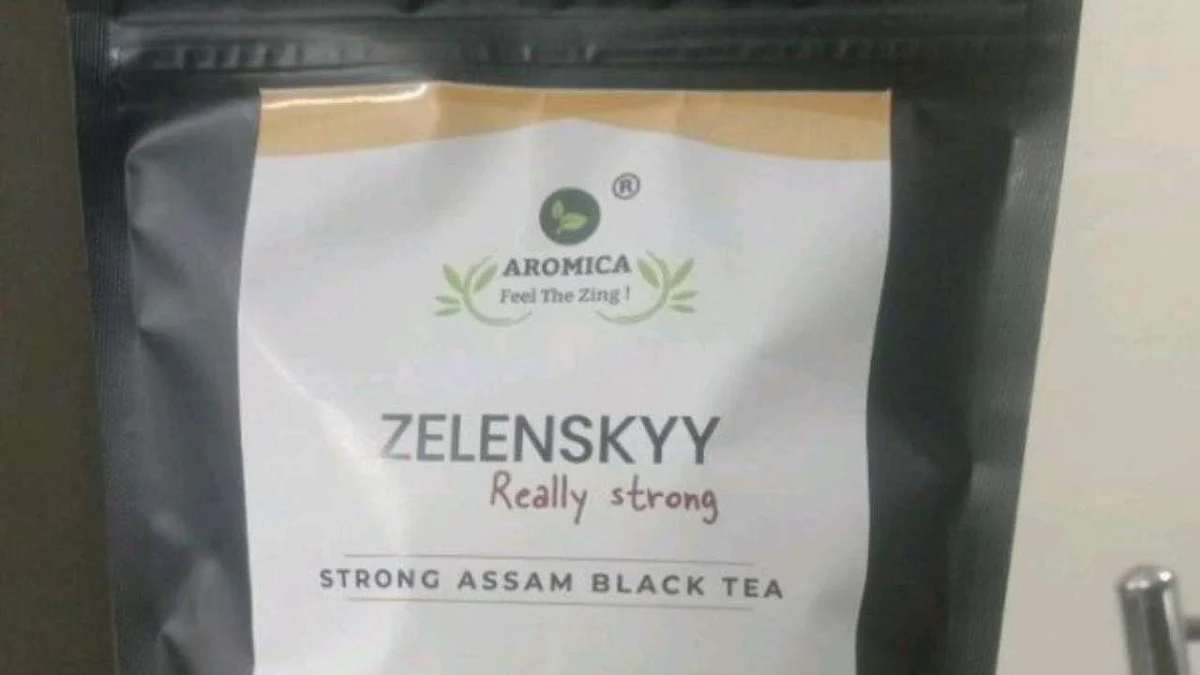 ®
AROMICA
Feel The Zing !
ZELENSKYY
Really strong
STRONG ASSAM BLACK TEA